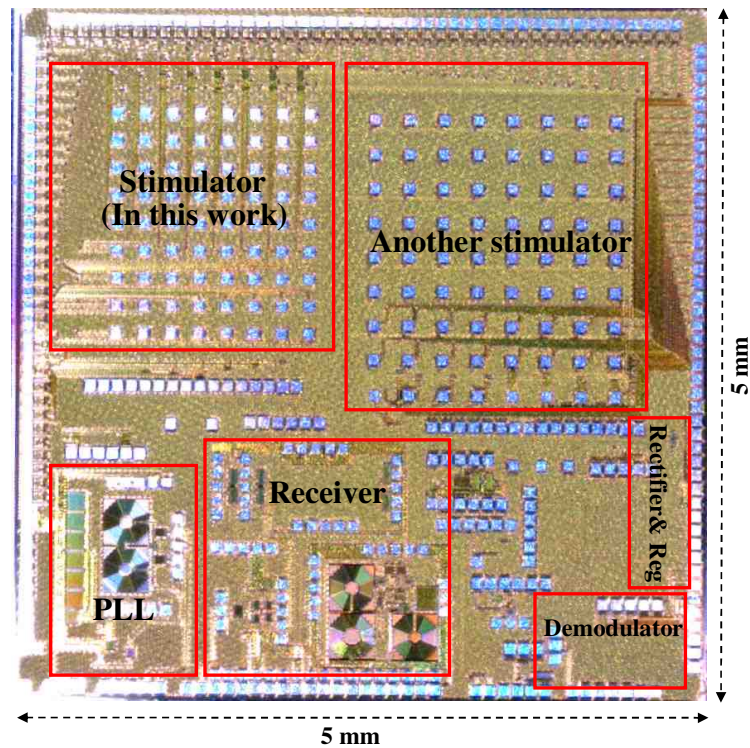 Stimulator
(In this work)
Another stimulator
5 mm
Rectifier& Reg
Receiver
PLL
Demodulator
5 mm